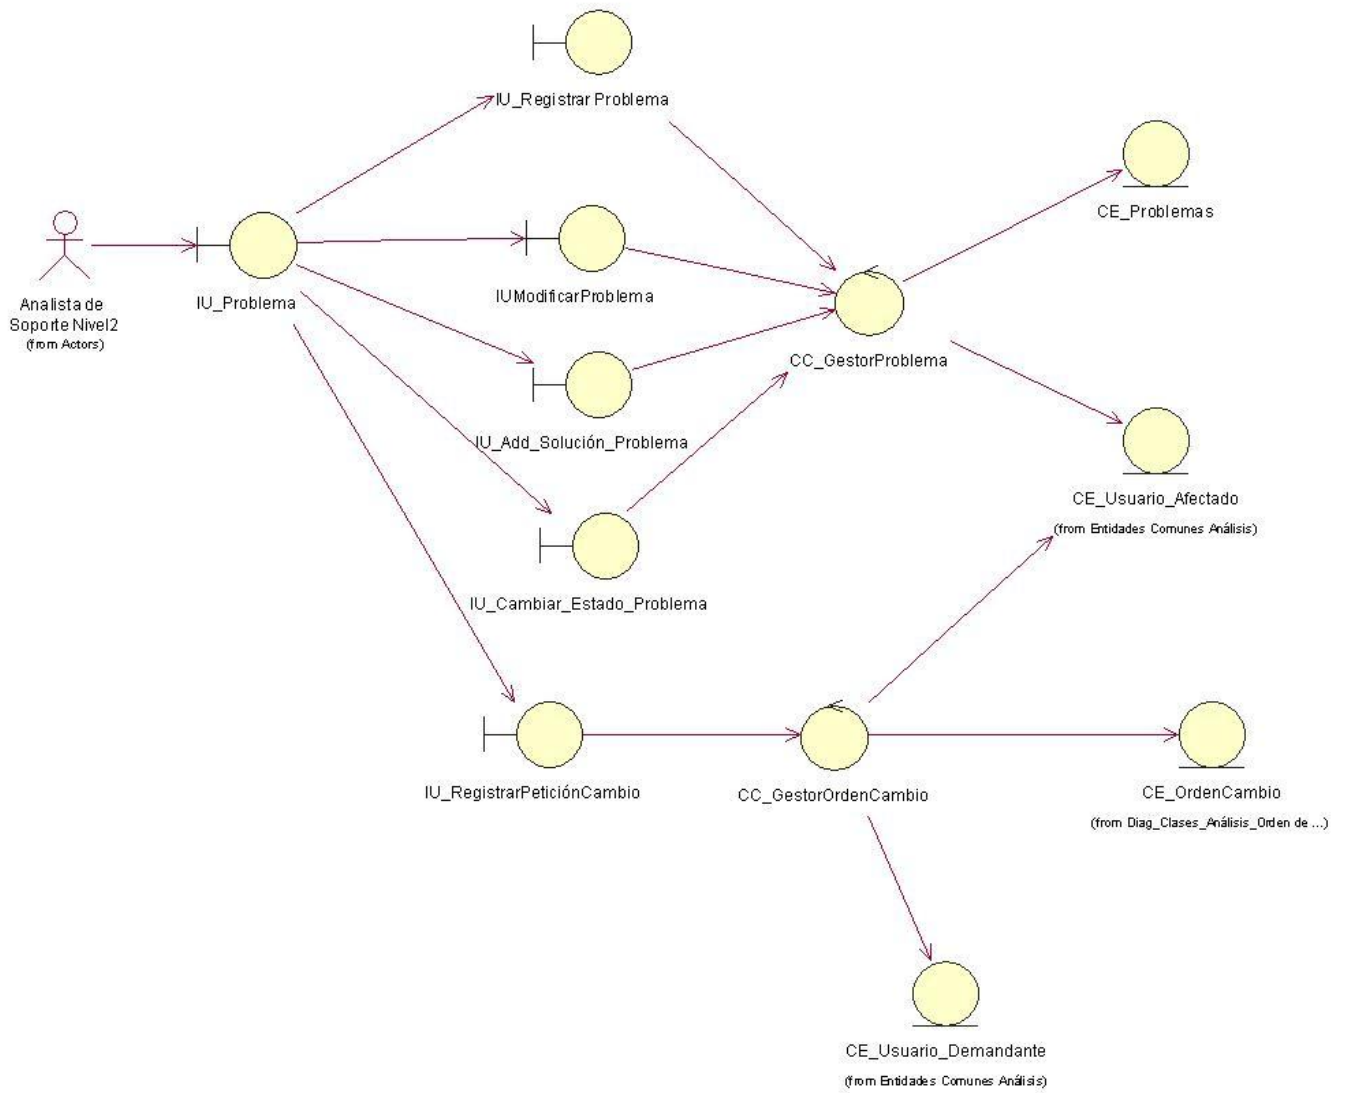 IU_Registrar Problema
CE_Problemas
Analista de
Soporte Nivel2
(from Actors)
IU_Problema
IUModificarProblema
CC_GestorProblema
IU_Add_Solución_Problema
CE_Usuario_Afectado
(from Entidades Comunes Análisis)
IU_Cambiar_Estado_Problema
IU_RegistrarPeticiónCambio
CC_GestorOrdenCambio
CE_OrdenCambio
(from Diag_Clases_Análisis_Orden de ...)
CE_Usuario_Demandante
(from Entidades Comunes Análisis)